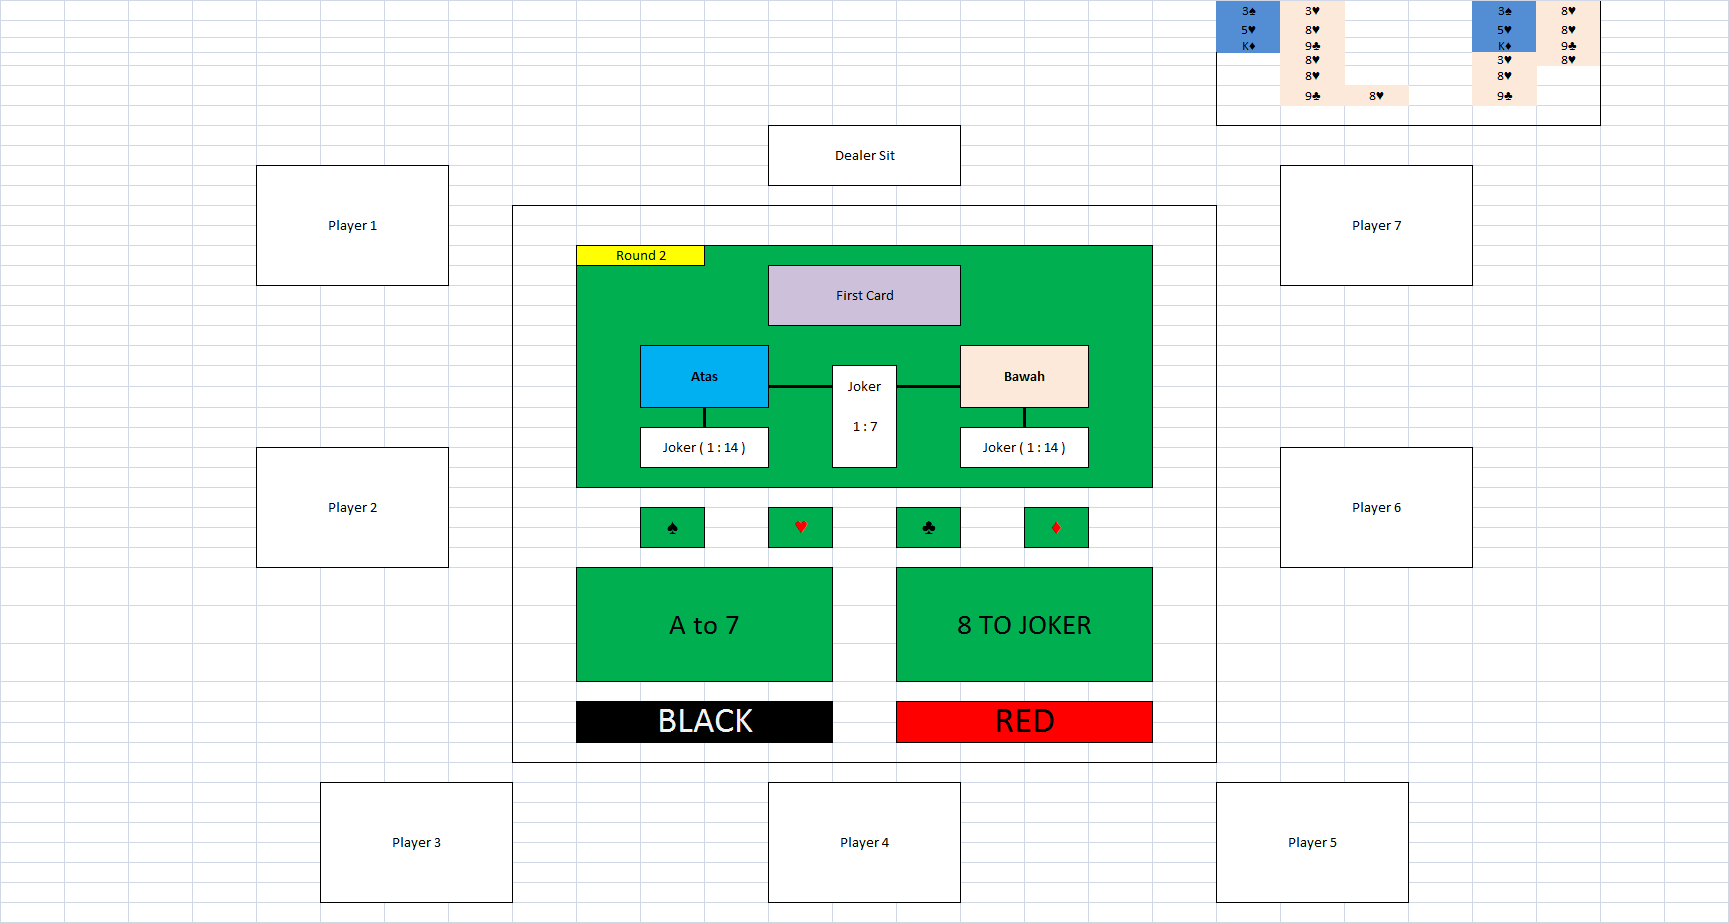 3♠ 3♥ 3♠ 8♥
5♥ 8♥ 5♥ 8♥
K♦ 9♣ K♦ 9♣
8♥ 3♥ 8♥
8♥ 8♥
9♣ 8♥ 9♣
Dealer Sit
Player 1
Player 7
Round 2
First Card
Atas
Joker
1 : 7
Bawah
Joker ( 1 : 14 )
Joker ( 1 : 14 )
Player 2
Player 6
♠ ♥ ♣ ♦
A to 7
8 TO JOKER
BLACK
RED
Player 3
Player 4
Player 5